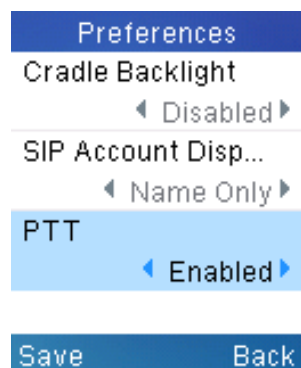 Preferences
Cradle Backlight
Disabled
SIP Account Disp...
Name Only
PTT
Enabled
Save Back